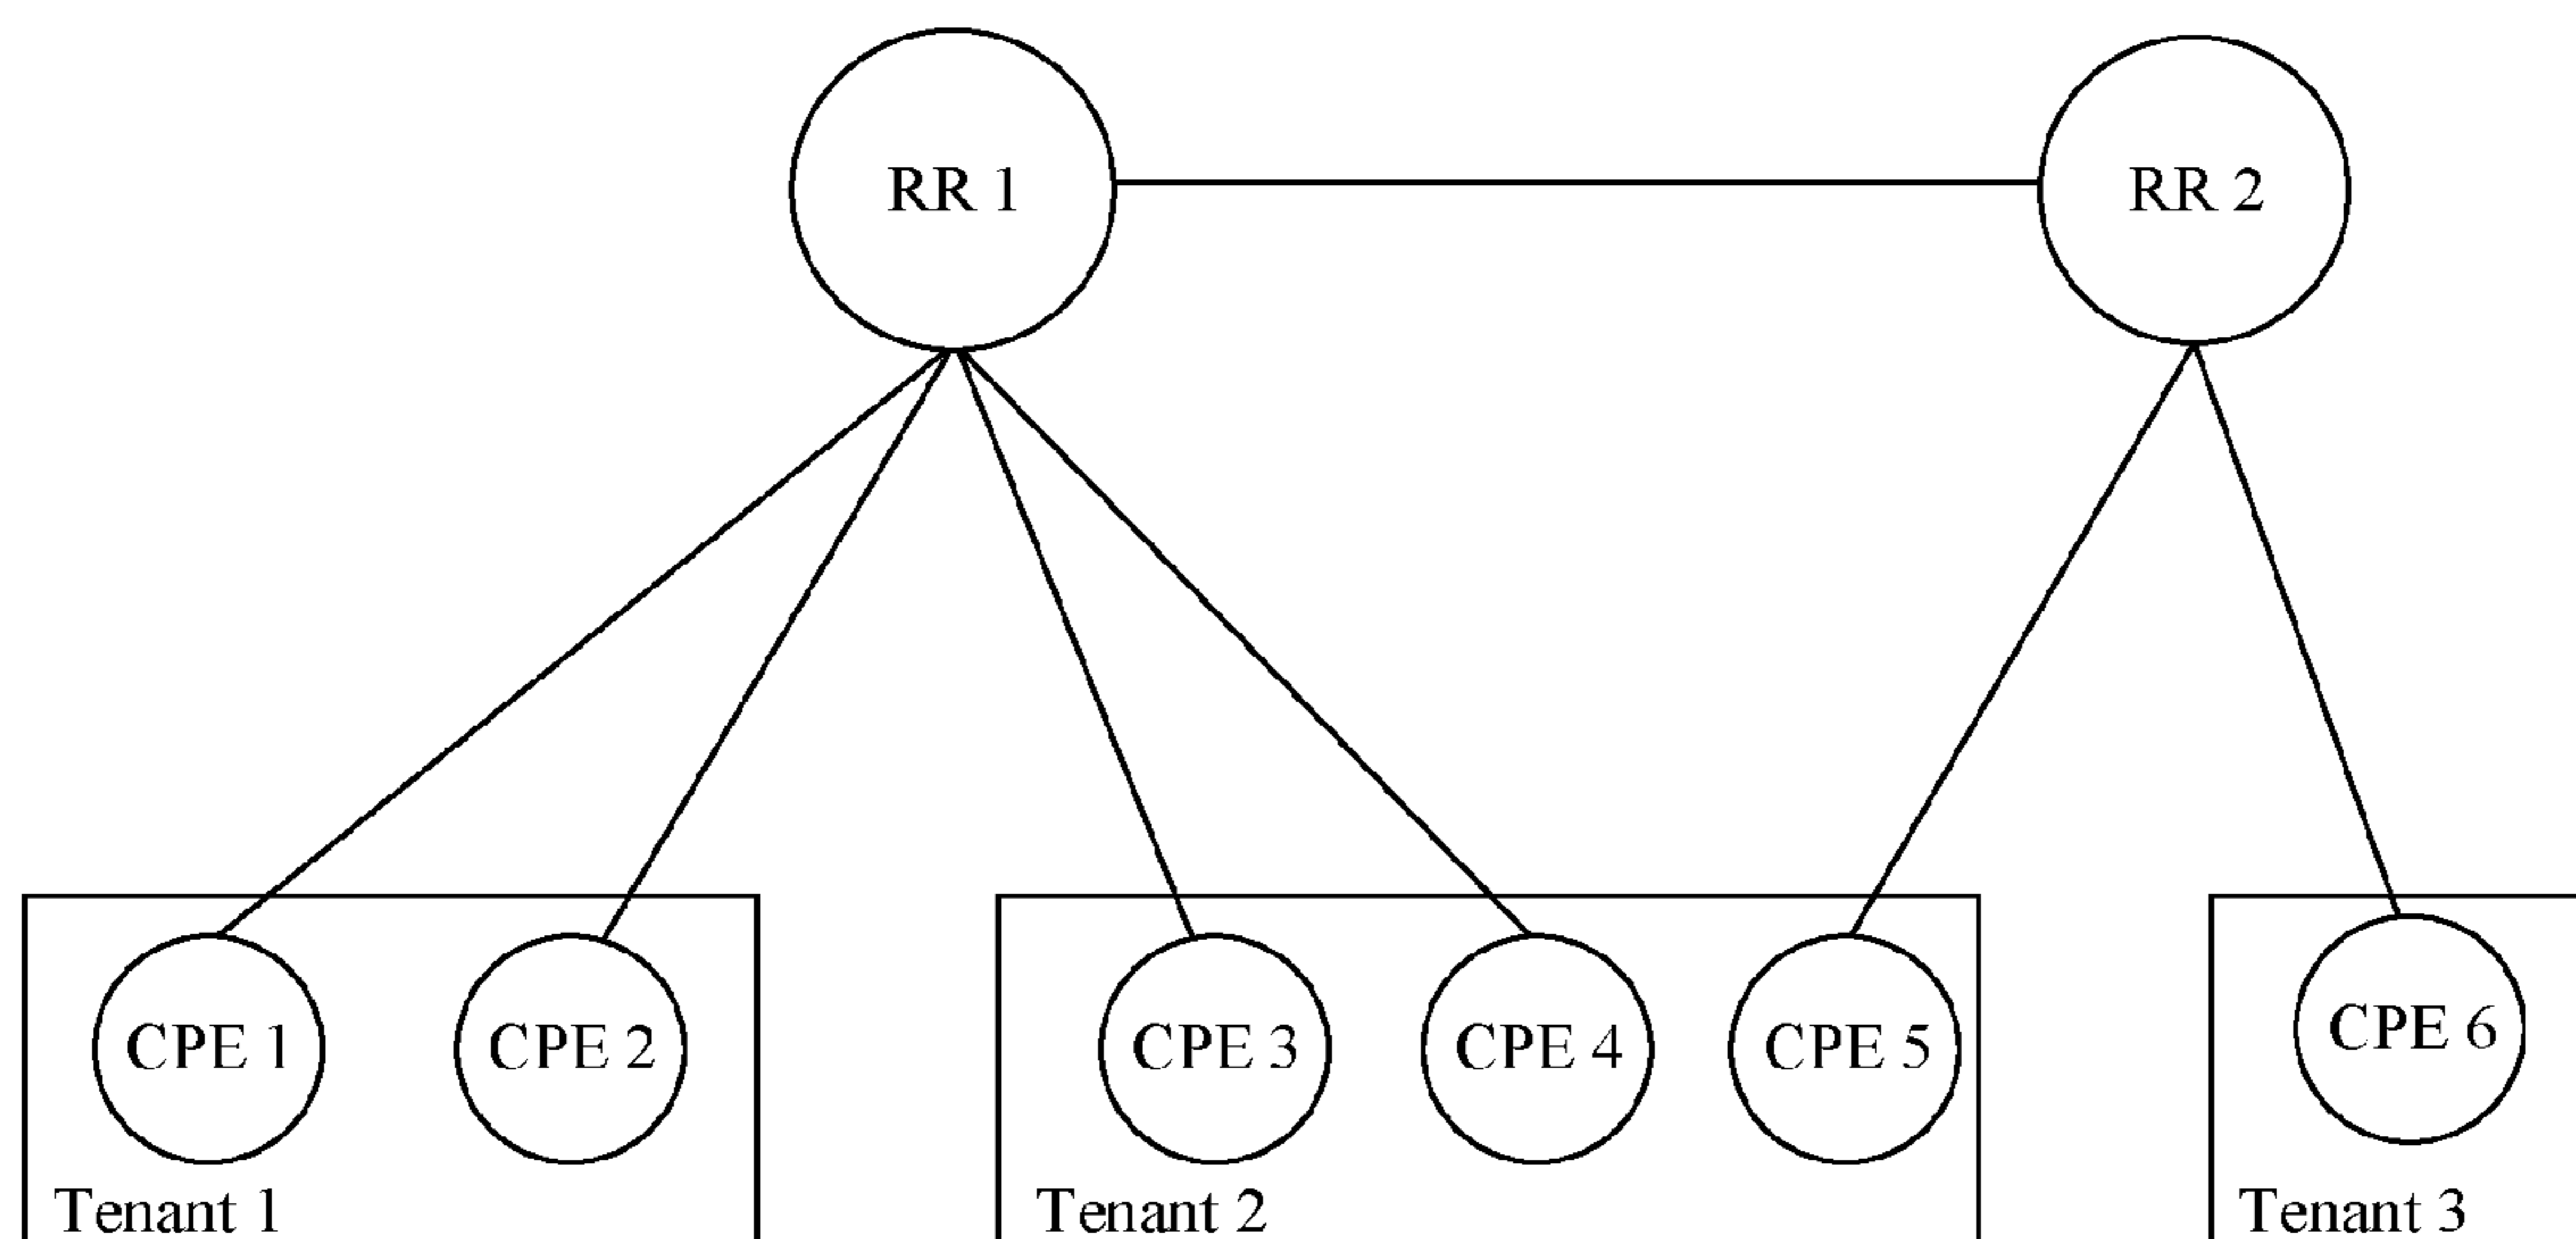 RR 1
RR 2
CPE 1
CPE 2
CPE 3
CPE 4
CPE 5
CPE 6
Tenant 1
Tenant 2
Tenant 3